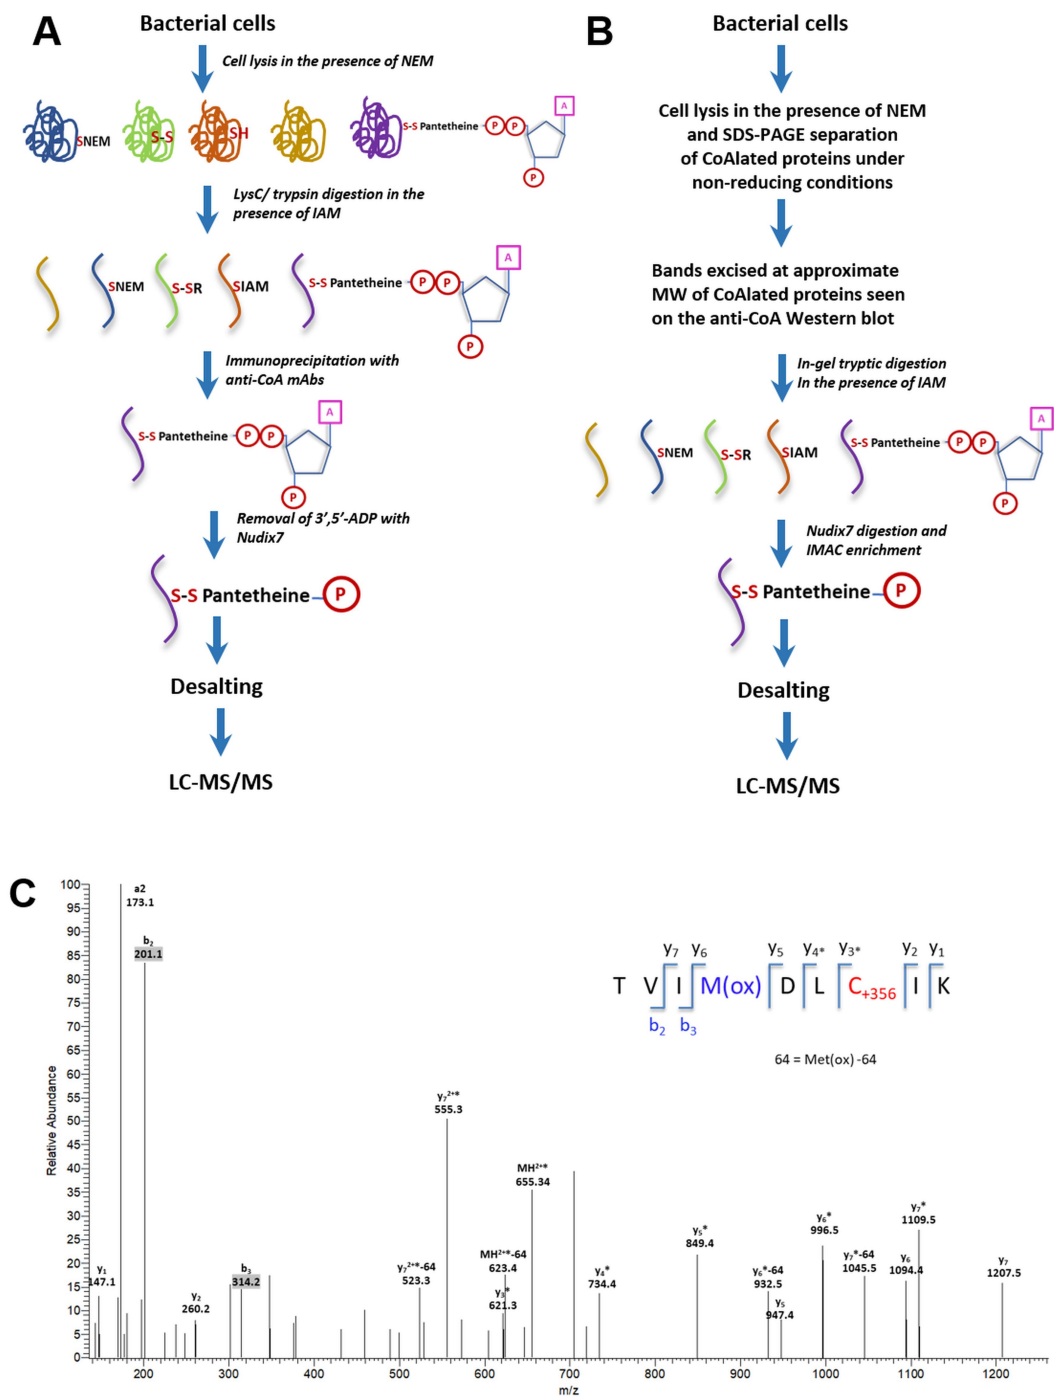 A
Bacterial cells
Cell lysis in the presence of NEM
SNEM
S-S
SH
S-S Pantetheine
P
P
A
P
LysC/ trypsin digestion in the
presence of IAM
SNEM
S-SR
SIAM
S-S Pantetheine
P
P
A
P
Immunoprecipitation with
anti-CoA mAbs
S-S Pantetheine
P
P
A
P
Removal of 3’,5’-ADP with
Nudix7
S-S Pantetheine
P
Desalting
LC-MS/MS
B
Bacterial cells
Cell lysis in the presence of NEM
and SDS-PAGE separation
of CoAlated proteins under
non-reducing conditions
Bands excised at approximate
MW of CoAlated proteins seen
on the anti-CoA Western blot
In-gel tryptic digestion
In the presence of IAM
SNEM
S-SR
SIAM
S-S Pantetheine
P
P
A
P
Nudix7 digestion and
IMAC enrichment
S-S Pantetheine
P
Desalting
LC-MS/MS
C
Relative Abundance
100
95
90
85
80
75
70
65
60
55
50
45
40
35
30
25
20
15
10
5
0
a2
173.1
b2
201.1
y1
147.1
y2
260.2
b3
314.2
y7 2+*
555.3
y7 2+*-64
523.3
MH2+*
655.34
MH2+*-64
623.4
y3*
621.3
y4*
734.4
y5*
849.4
y6*-64
932.5
y5
947.4
y6*
996.5
y7*-64
1045.5
y6
1094.4
y7*
1109.5
y7
1207.5
y7 y6 y5 y4* y3* y2 y1
T V I M(ox) D L C+356 I K
b2 b3
64 = Met(ox) -64
200 300 400 500 600 700 800 900 1000 1100 1200
m/z